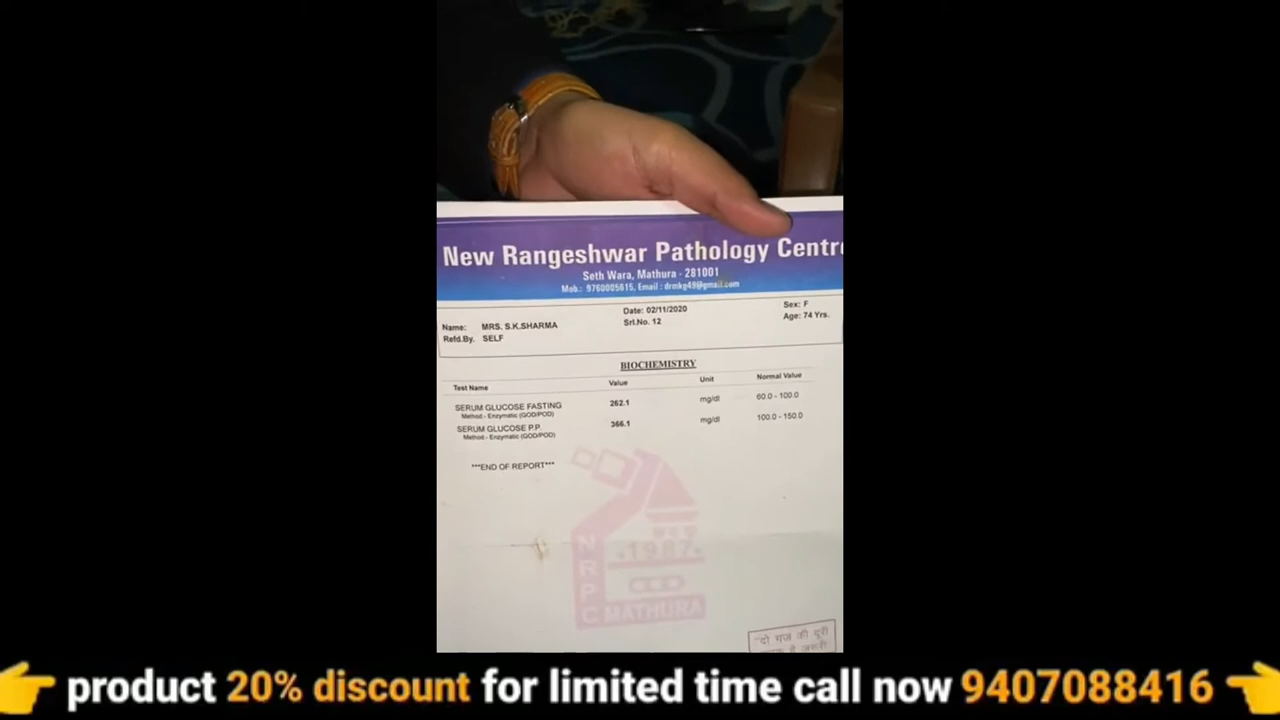 New Rangeshwar Pathology Centre
Seth Wara, Mathura - 281001
Mob.: 9760005615, Email : drmkg49@gmail.com
Name: MRS. S.K.SHARMA
Refd.By. SELF
Date: 02/11/2020
Srl.No. 12
Sex: F
Age: 74 Yrs.
BIOCHEMISTRY
Test Name Value Unit Normal Value
SERUM GLUCOSE FASTING 262.1 mg/dl 60.0 - 100.0
Method:- Enzymatic (GOD/POD)
SERUM GLUCOSE P.P. 366.1 mg/dl 100.0 - 150.0
Method:- Enzymatic (GOD/POD)
***END OF REPORT***
1987
NRPC
MATHURA
"दो गज की दूरी
👉 product 20% discount for limited time call now 9407088416 👈